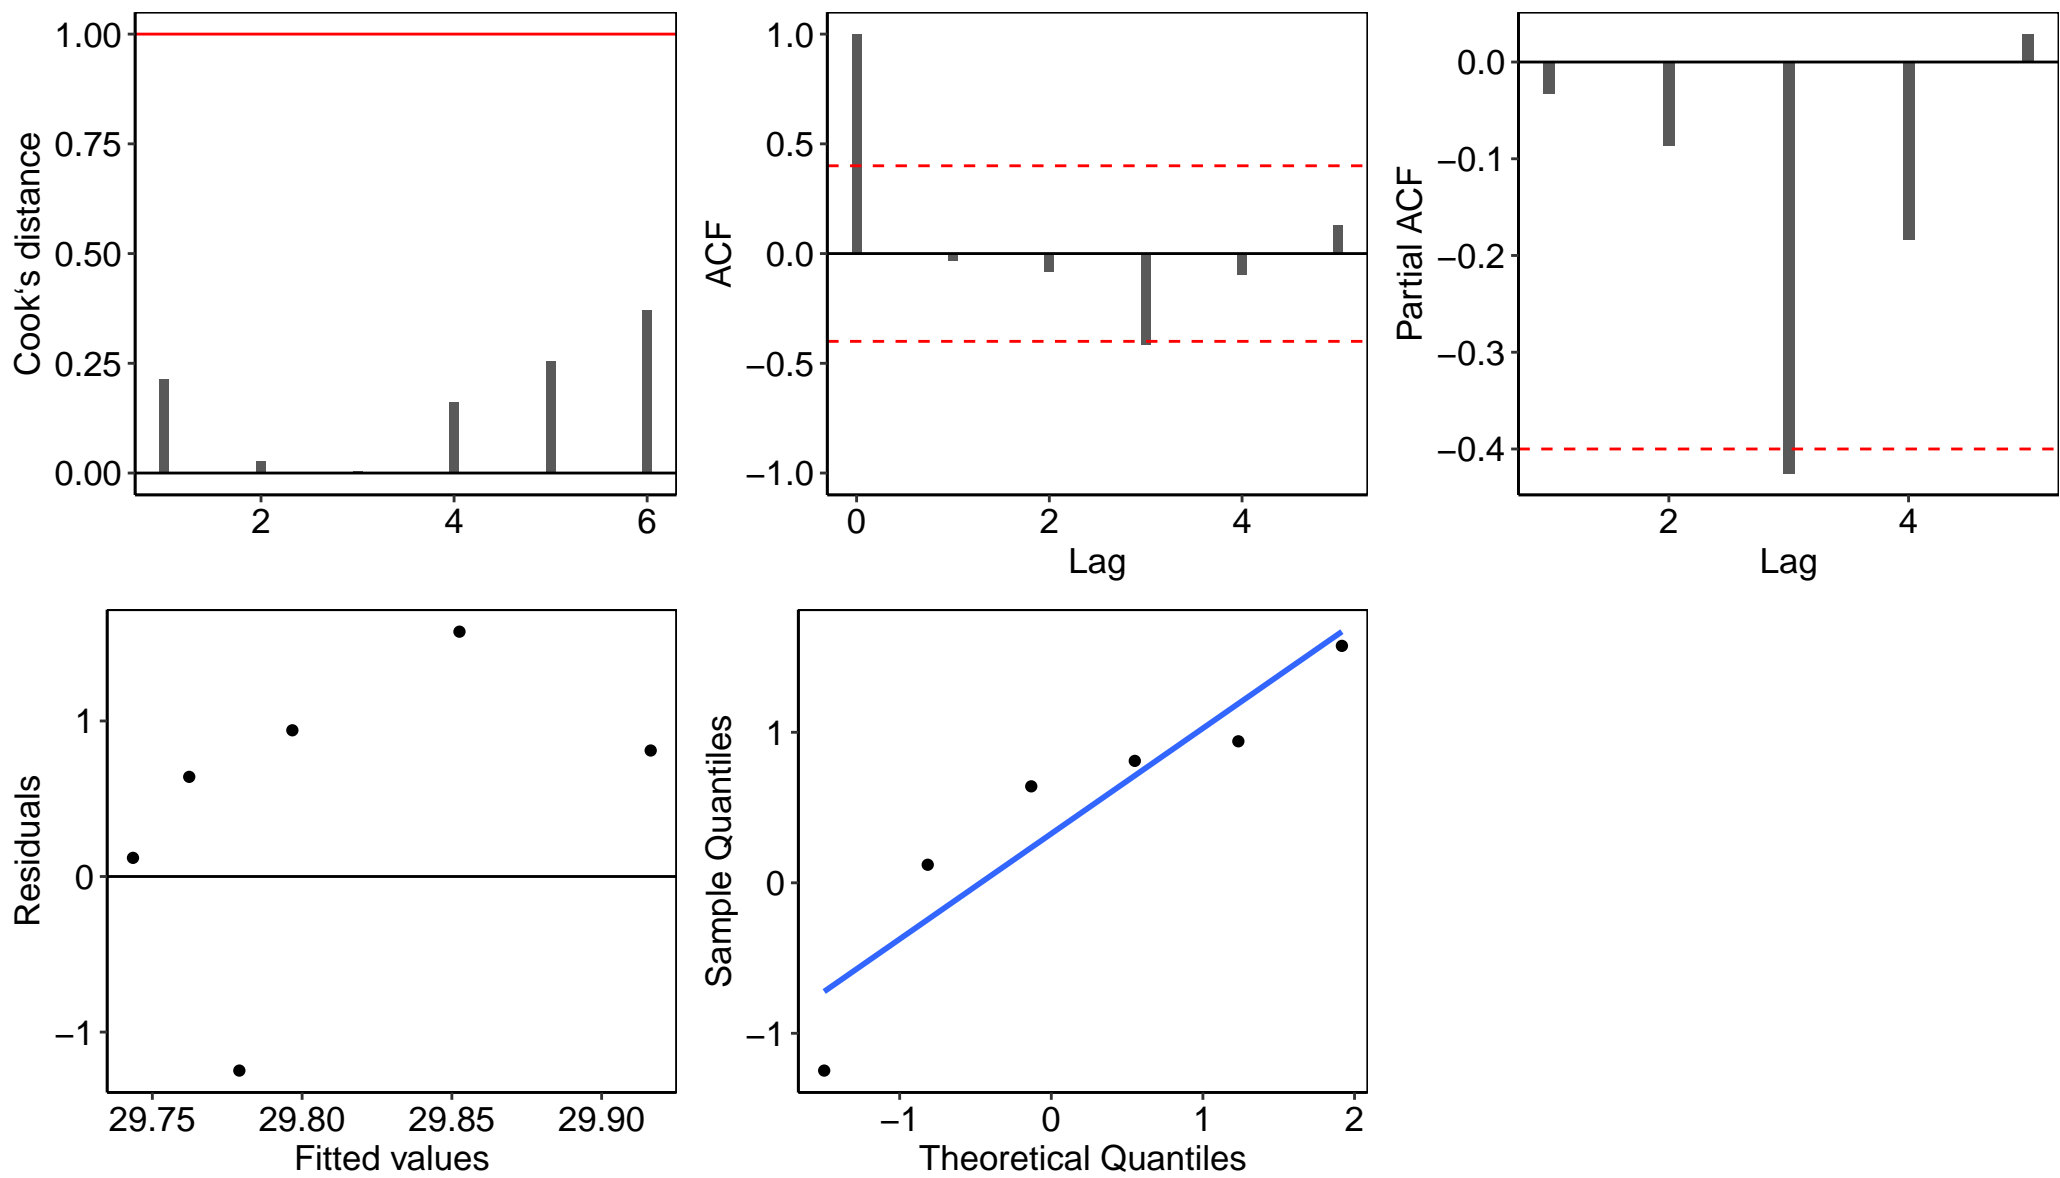 Cook‘s distance
1.00
0.75
0.50
0.25
0.00
2 4 6
ACF
1.0
0.5
0.0
−0.5
−1.0
0 2 4
Lag
Partial ACF
0.0
−0.1
−0.2
−0.3
−0.4
2 4
Lag
Residuals
1
0
−1
29.75 29.80 29.85 29.90
Fitted values
Sample Quantiles
1
0
−1
−1 0 1 2
Theoretical Quantiles